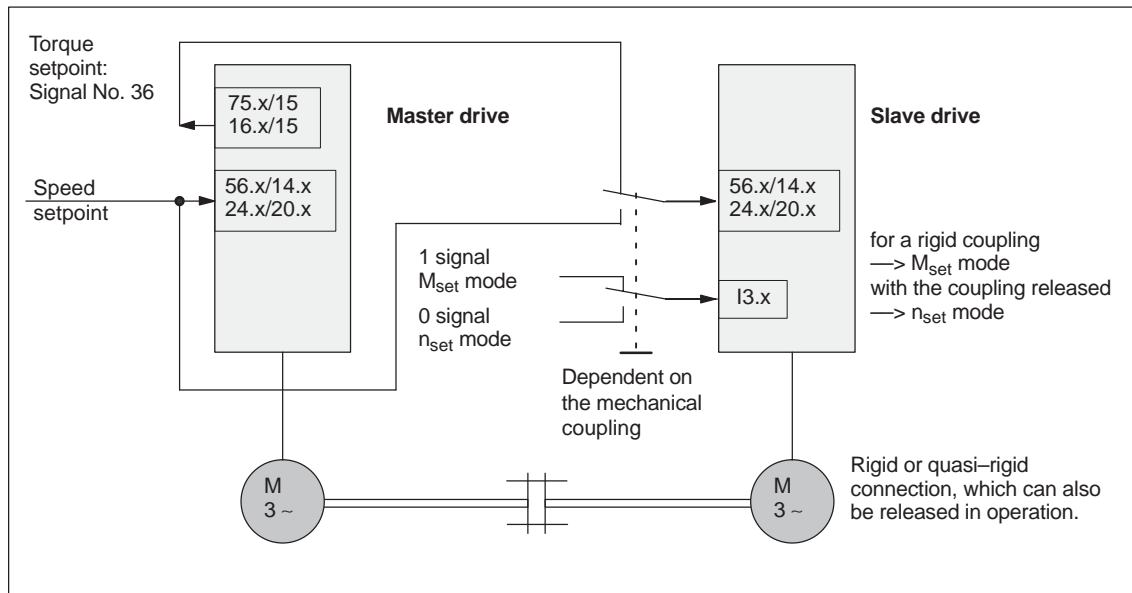 Torque
setpoint:
Signal No. 36
75.x/15
16.x/15
Master drive
Slave drive
Speed
setpoint
56.x/14.x
24.x/20.x
56.x/14.x
24.x/20.x
1 signal
Mset mode
0 signal
nset mode
I3.x
for a rigid coupling
—> Mset mode
with the coupling released
—> nset mode
Dependent on
the mechanical
coupling
M
3 ~
M
3 ~
Rigid or quasi–rigid
connection, which can also
be released in operation.